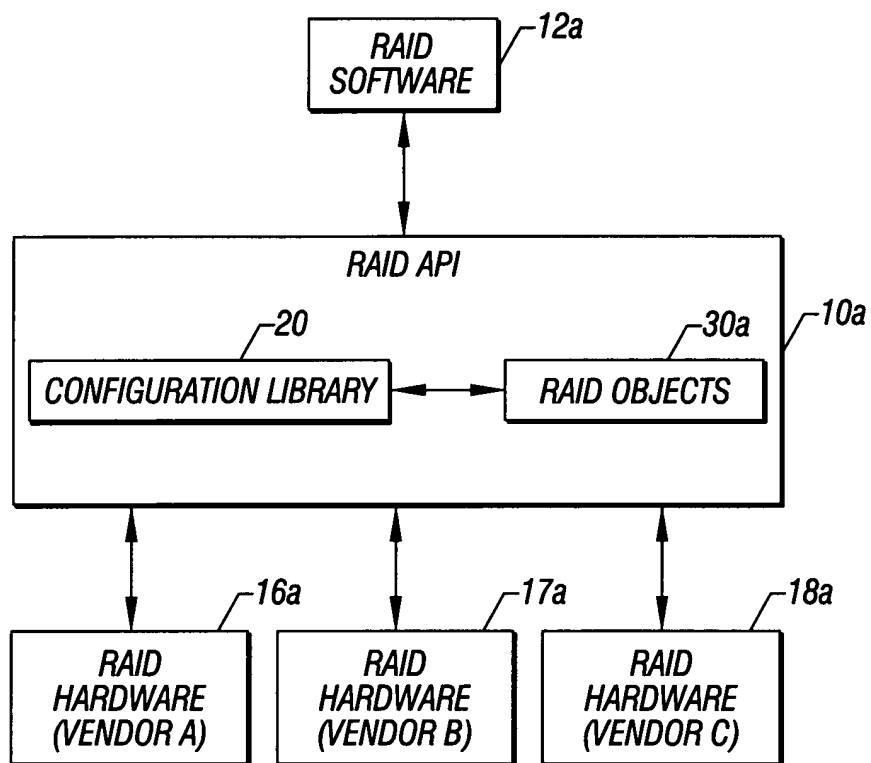 12a
RAID
SOFTWARE
RAID API
10a
20
30a
CONFIGURATION LIBRARY
RAID OBJECTS
16a
17a
18a
RAID
HARDWARE
(VENDOR A)
RAID
HARDWARE
(VENDOR B)
RAID
HARDWARE
(VENDOR C)